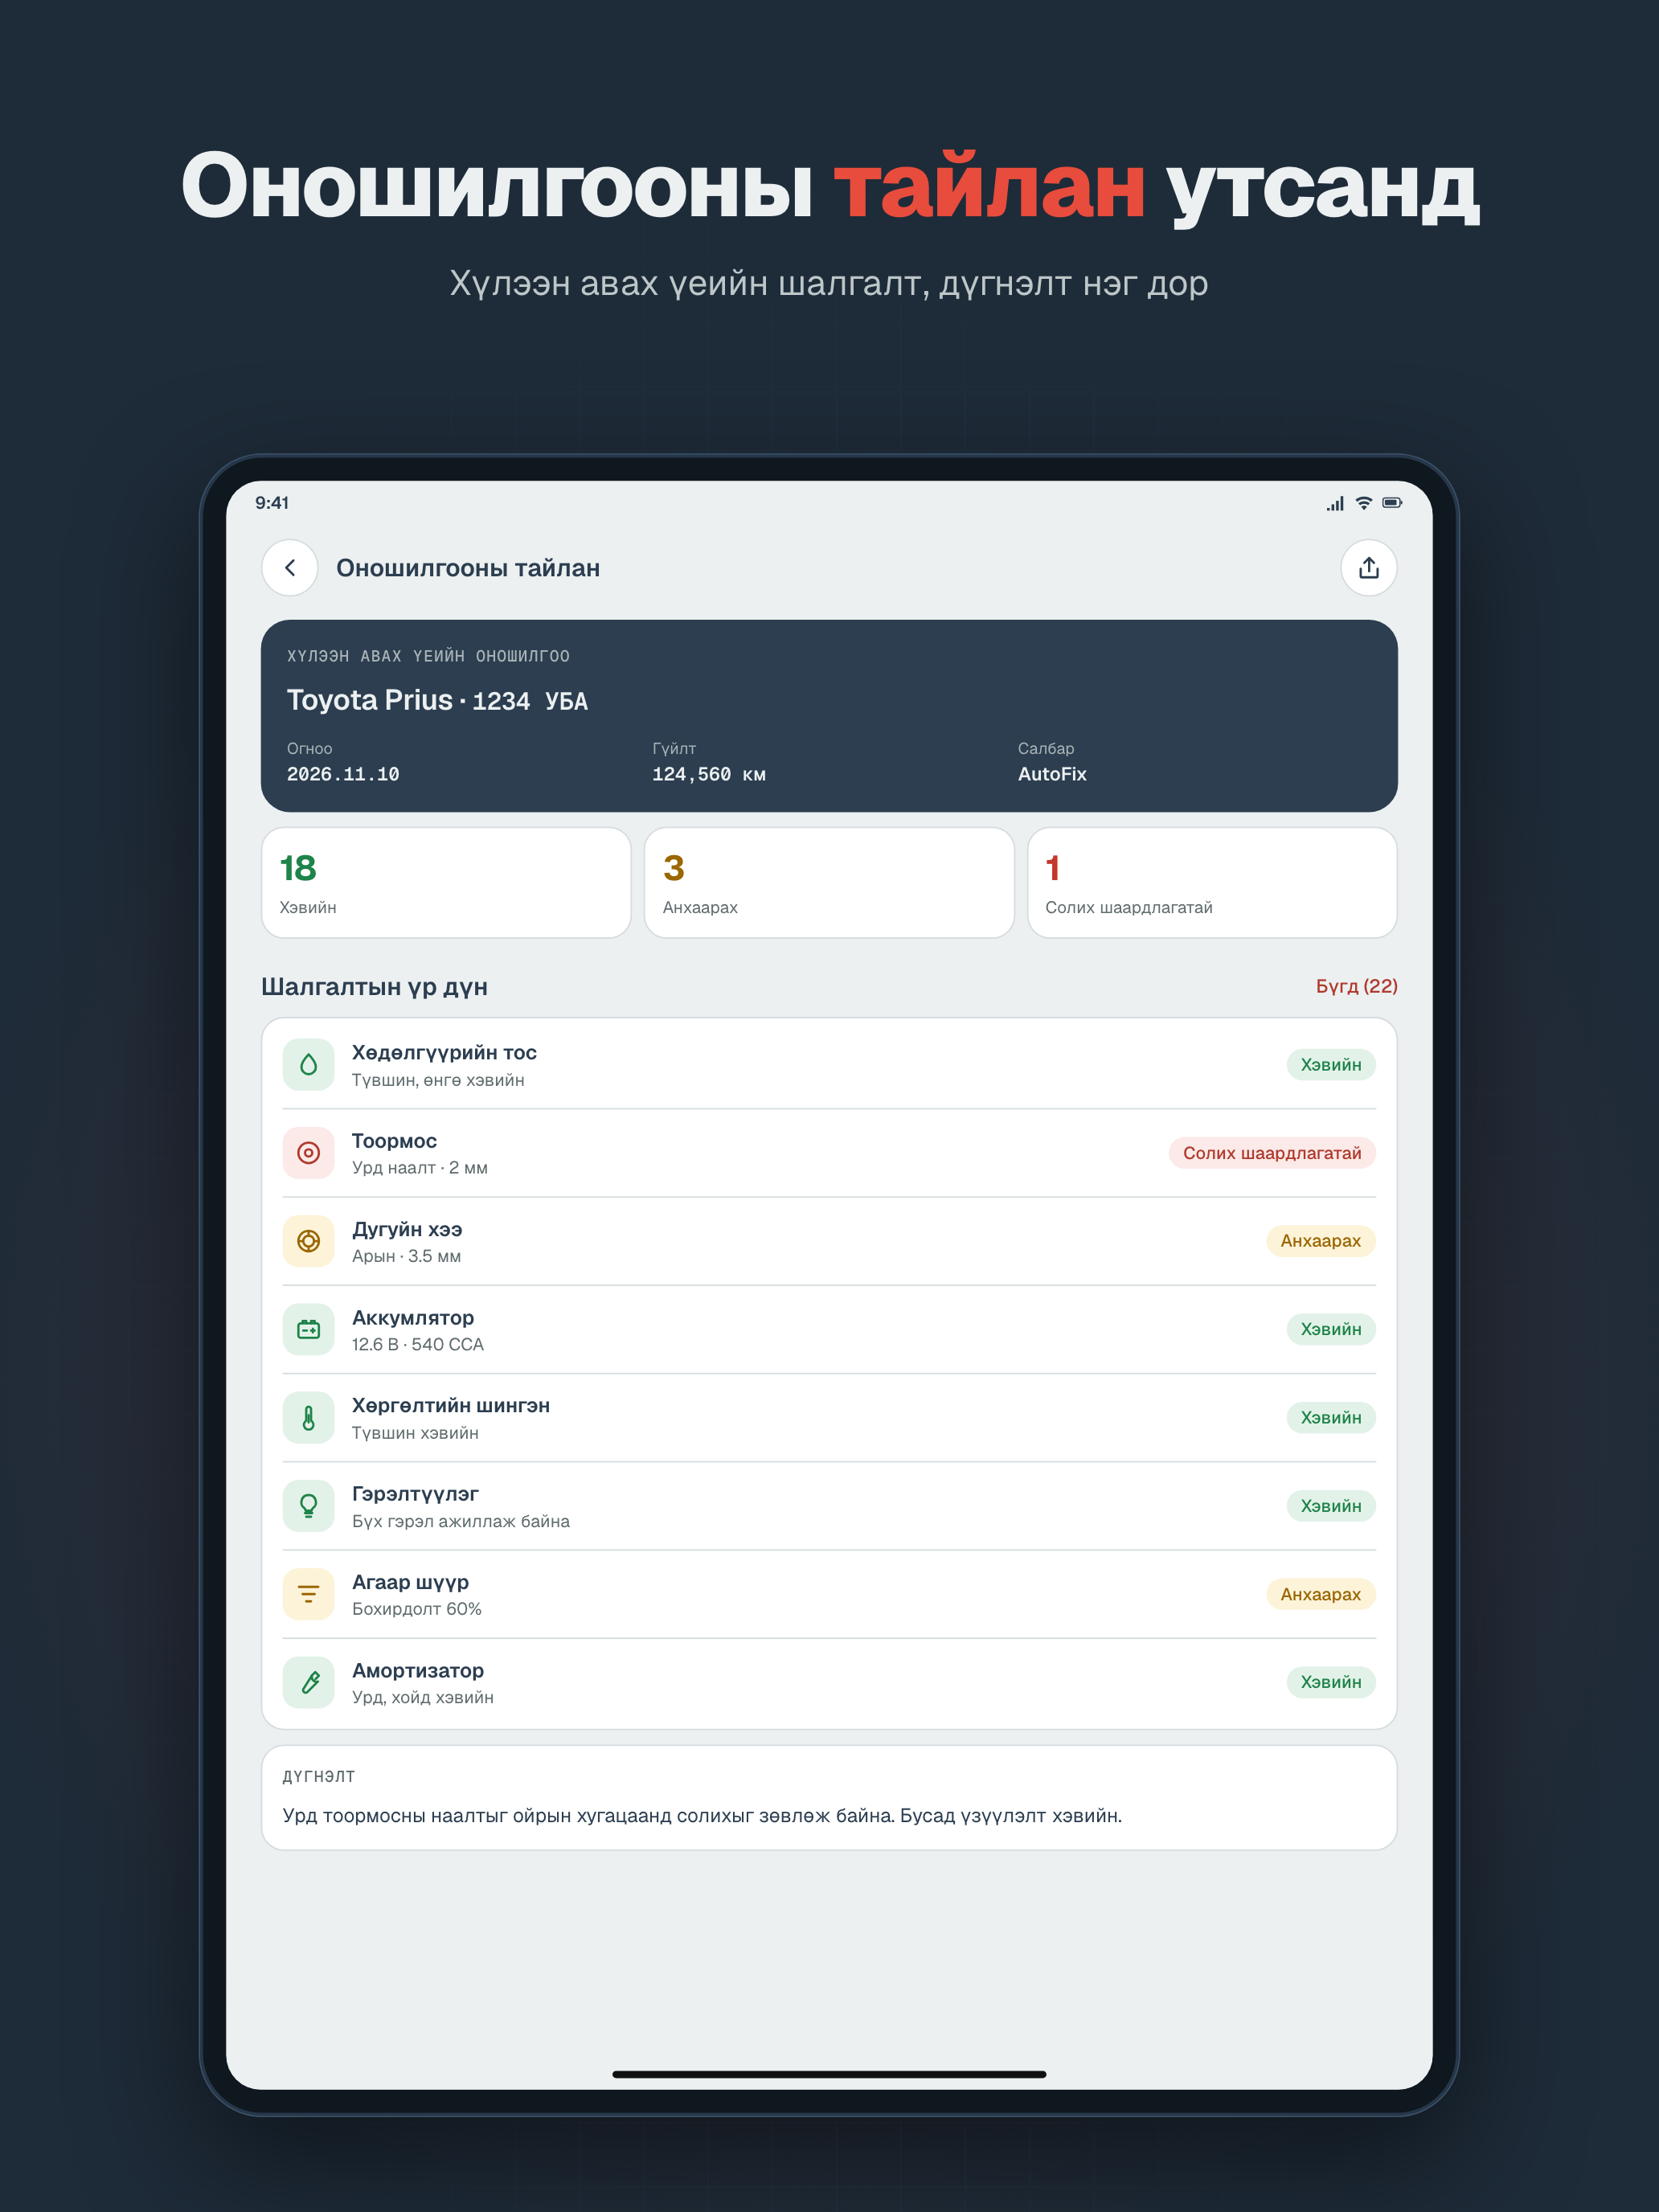 Оношилгооны тайлан утсанд
Хүлээн авах үеийн шалгалт, дүгнэлт нэг дор
9:41
Оношилгооны тайлан
ХҮЛЭЭН АВАХ ҮЕИЙН ОНОШИЛГОО
Toyota Prius · 1234 УБА
Огноо Гүйлт Салбар
2026.11.10 124,560 км AutoFix
18 3 1
Хэвийн Анхаарах Солих шаардлагатай
Шалгалтын үр дүн Бүгд (22)
Хөдөлгүүрийн тос
Түвшин, өнгө хэвийн
Хэвийн
Тоормос
Урд наалт · 2 мм
Солих шаардлагатай
Дугуйн хээ
Арын · 3.5 мм
Анхаарах
Аккумлятор
12.6 В · 540 CCA
Хэвийн
Хөргөлтийн шингэн
Түвшин хэвийн
Хэвийн
Гэрэлтүүлэг
Бүх гэрэл ажиллаж байна
Хэвийн
Агаар шүүр
Бохирдолт 60%
Анхаарах
Амортизатор
Урд, хойд хэвийн
Хэвийн
ДҮГНЭЛТ
Урд тоормосны наалтыг ойрын хугацаанд солихыг зөвлөж байна. Бусад үзүүлэлт хэвийн.